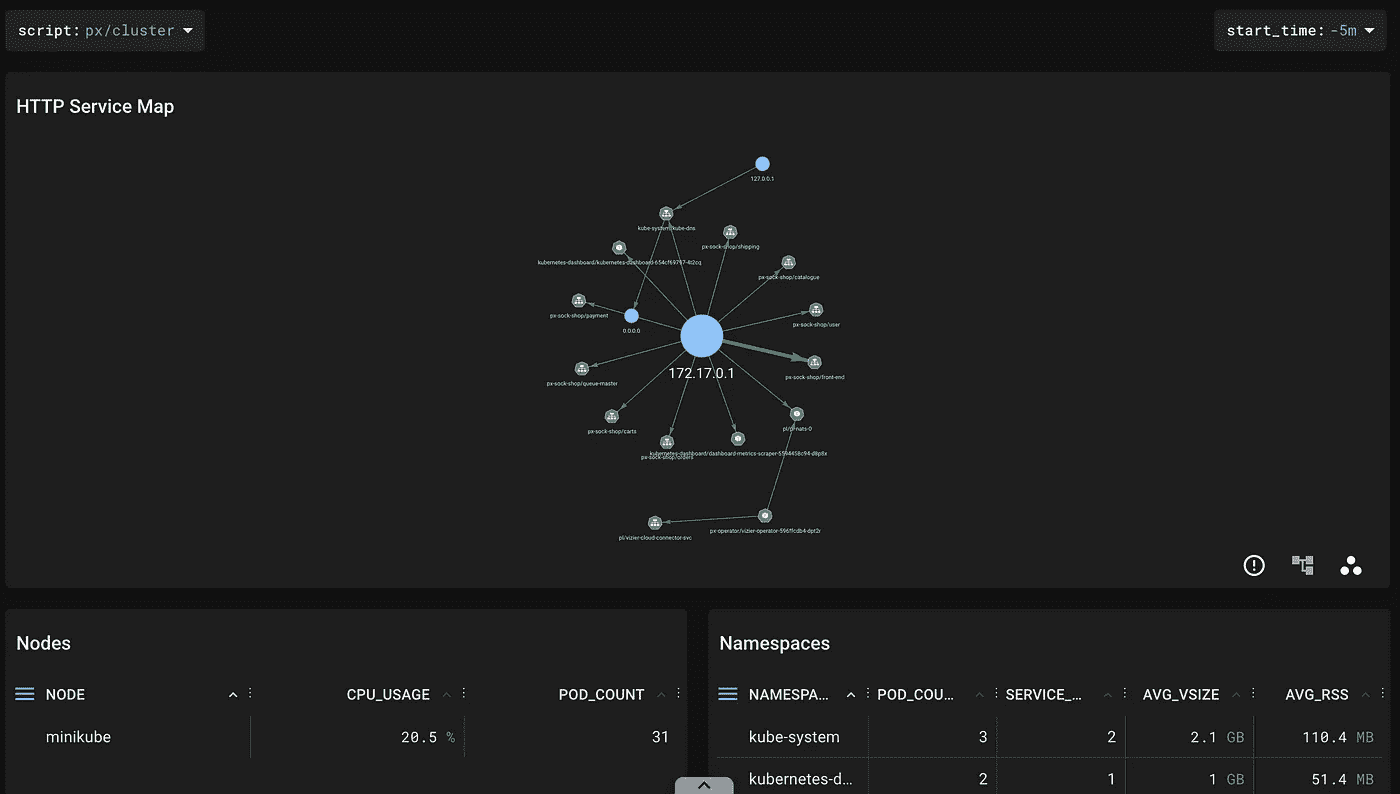 script: px/cluster
start_time: -5m
HTTP Service Map
127.0.0.1
kube-system/kube-dns
px-sock-shop/shipping
kubernetes-dashboard/kubernetes-dashboard-654cf69797-4t2cq
px-sock-shop/catalogue
px-sock-shop/payment
0.0.0.0
px-sock-shop/user
172.17.0.1
px-sock-shop/front-end
px-sock-shop/queue-master
px-sock-shop/carts
pl/pl-nats-0
kubernetes-dashboard/dashboard-metrics-scraper-5594458c94-d8p8x
px-sock-shop/orders
px-operator/vizier-operator-596ffcdb4-dpt2r
pl/vizier-cloud-connector-svc
Nodes
NODE CPU_USAGE POD_COUNT
minikube 20.5 % 31
Namespaces
NAMESPA... POD_COU... SERVICE_... AVG_VSIZE AVG_RSS
kube-system 3 2 2.1 GB 110.4 MB
kubernetes-d... 2 1 1 GB 51.4 MB